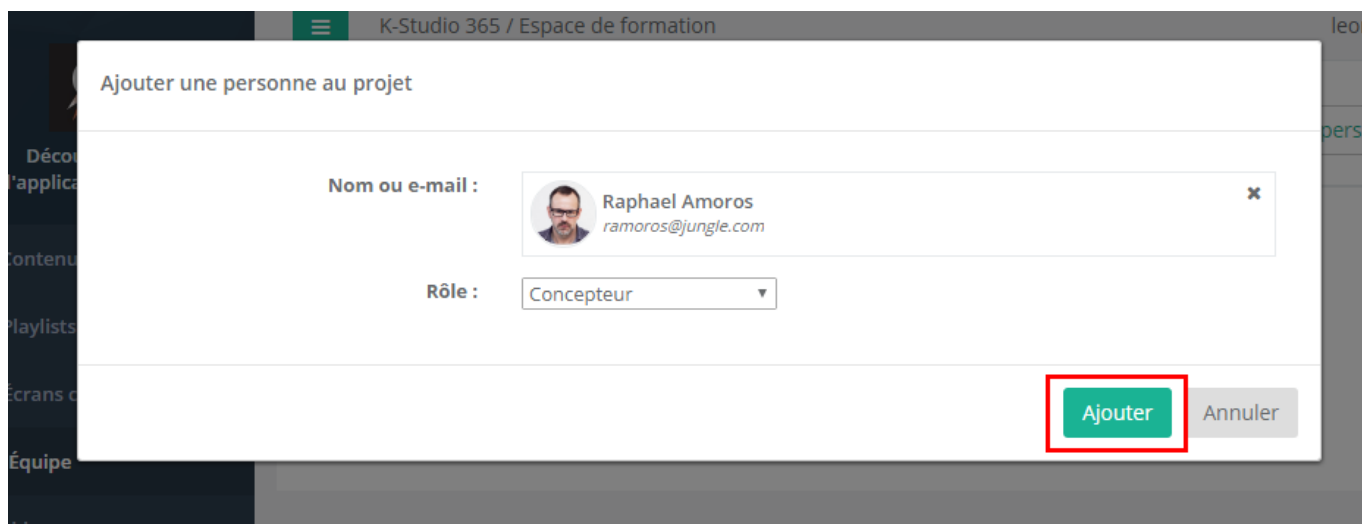 K-Studio 365 / Espace de formation
Ajouter une personne au projet
Nom ou e-mail :
Raphael Amoros
ramoros@jungle.com
Rôle :
Concepteur
Ajouter
Annuler
Playlists
Équipe